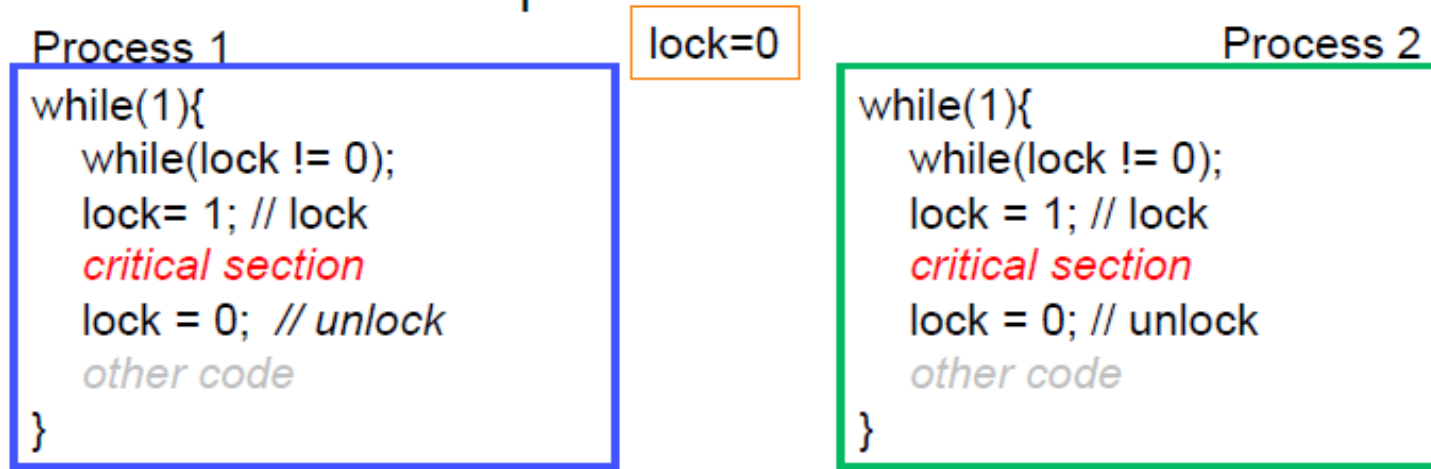 Process 1
lock=0
Process 2
while(1){
while(lock != 0);
lock= 1; // lock
critical section
lock = 0; // unlock
other code
}
while(1){
while(lock != 0);
lock = 1; // lock
critical section
lock = 0; // unlock
other code
}